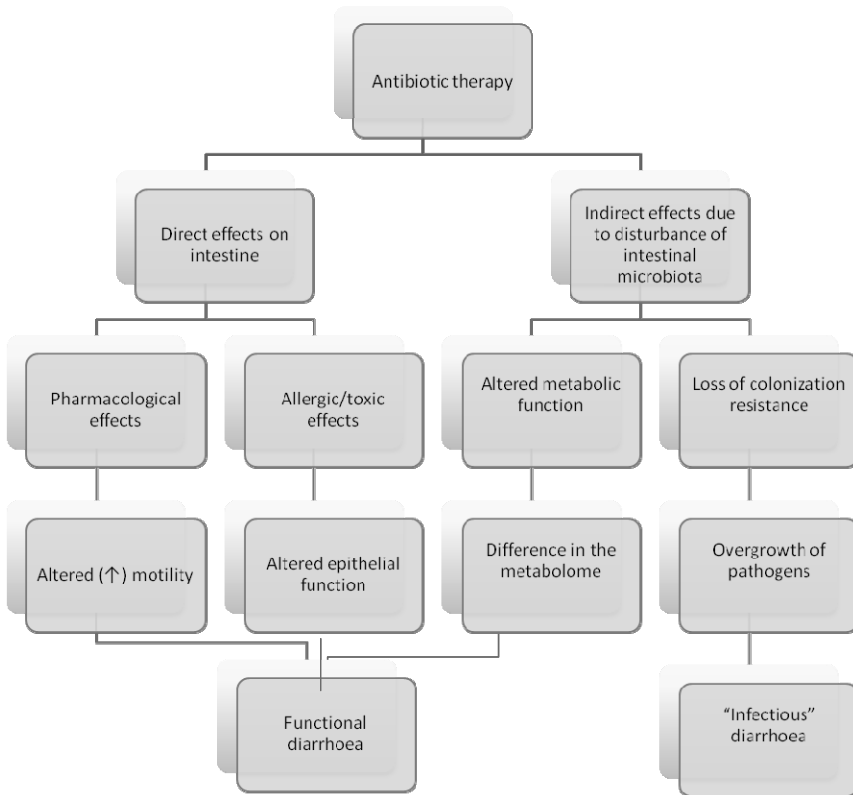 Antibiotic therapy
Direct effects on
intestine
Indirect effects due
to disturbance of
intestinal
microbiota
Pharmacological
effects
Allergic/toxic
effects
Altered metabolic
function
Loss of colonization
resistance
Altered (↑) motility
Altered epithelial
function
Difference in the
metabolome
Overgrowth of
pathogens
Functional
diarrhoea
“Infectious”
diarrhoea